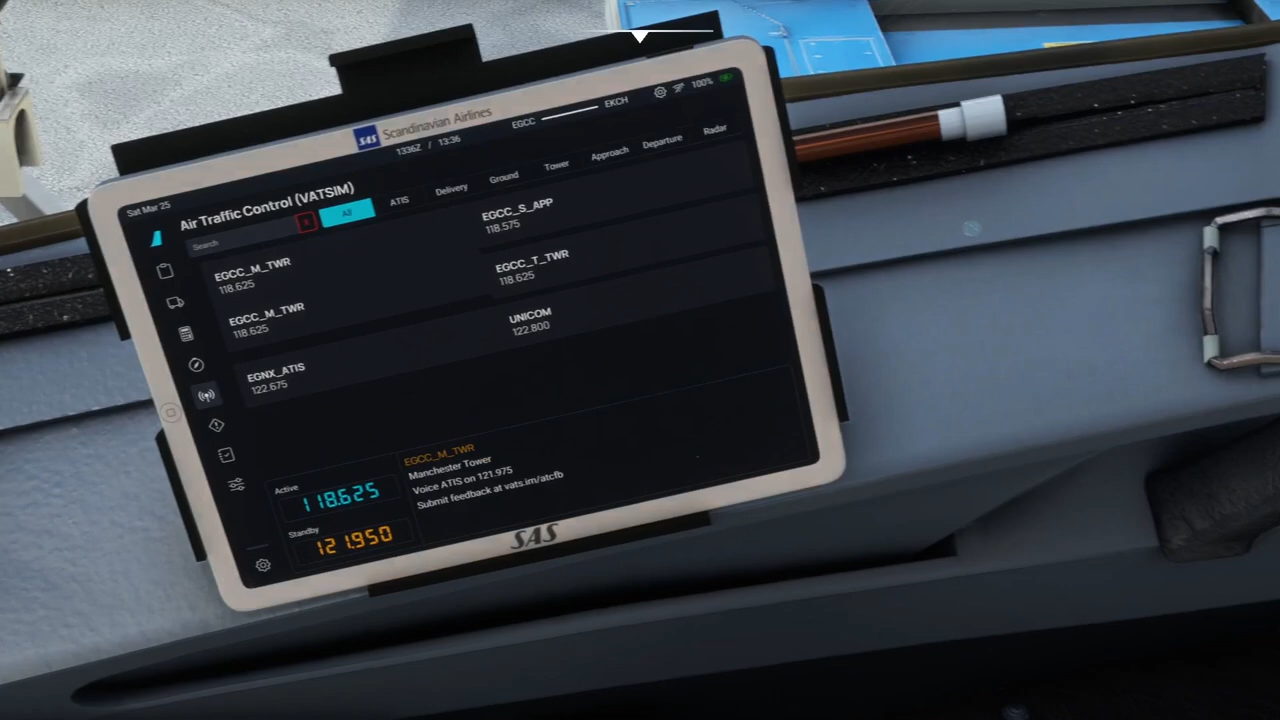 SAS Scandinavian Airlines
1336Z / 13:36
EGCC EKCH
100%
Sat Mar 25
Air Traffic Control (VATSIM)
Search
All ATIS Delivery Ground Tower Approach Departure Radar
EGCC_M_TWR
118.625
EGCC_S_APP
118.575
EGCC_M_TWR
118.625
EGCC_T_TWR
118.625
EGNX_ATIS
122.675
UNICOM
122.800
Active
118.625
Standby
121.950
EGCC_M_TWR
Manchester Tower
Voice ATIS on 121.975
Submit feedback at vats.im/atcfb
SAS